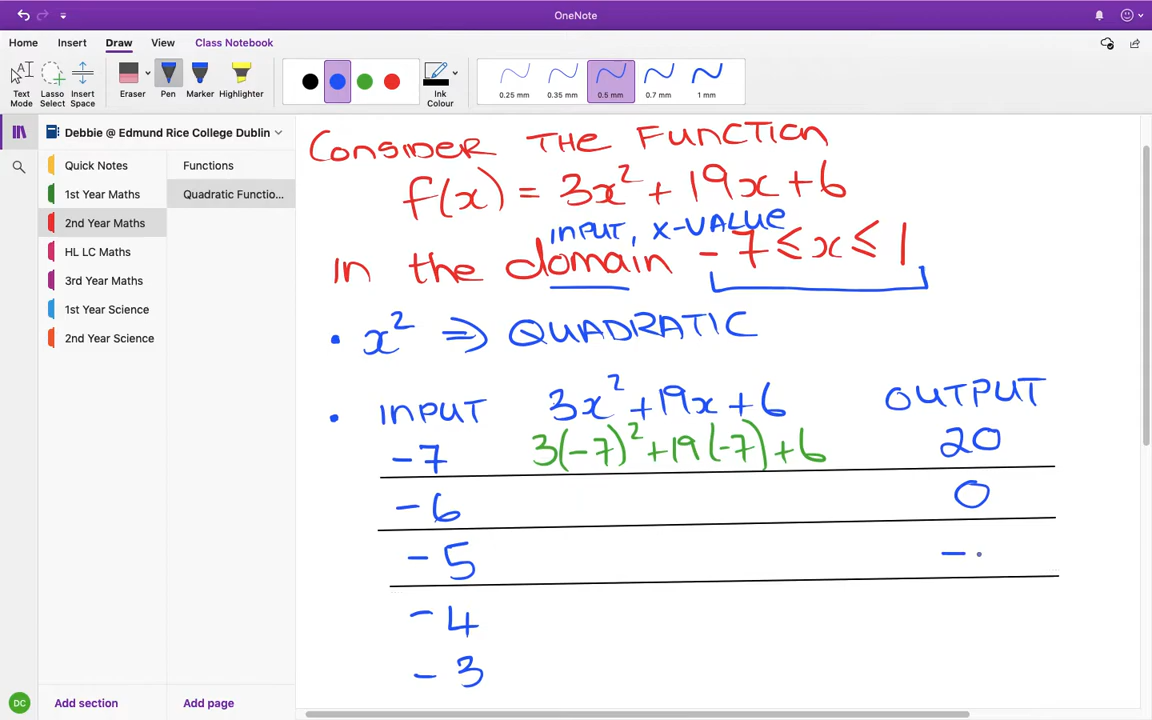 OneNote
Home Insert Draw View Class Notebook
Text Mode Lasso Select Insert Space Eraser Pen Marker Highlighter Ink Colour 0.25 mm 0.35 mm 0.5 mm 0.7 mm 1 mm
Debbie @ Edmund Rice College Dublin
Quick Notes
1st Year Maths
2nd Year Maths
HL LC Maths
3rd Year Maths
1st Year Science
2nd Year Science
Functions
Quadratic Functio...
CONSIDER THE FUNCTION
f(x) = 3x² + 19x + 6
INPUT, X-VALUE
In the domain -7 ≤ x ≤ 1
• x² ⇒ QUADRATIC
• INPUT 3x² + 19x + 6 OUTPUT
-7 3(-7)² + 19(-7) + 6 20
-6 0
-5 -
-4
-3
DC Add section Add page